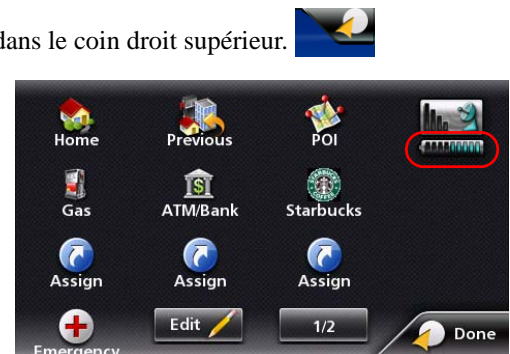 dans le coin droit supérieur.
Home Previous POI
Gas ATM/Bank Starbucks
Assign Assign Assign
Edit 1/2 Done
Emergency